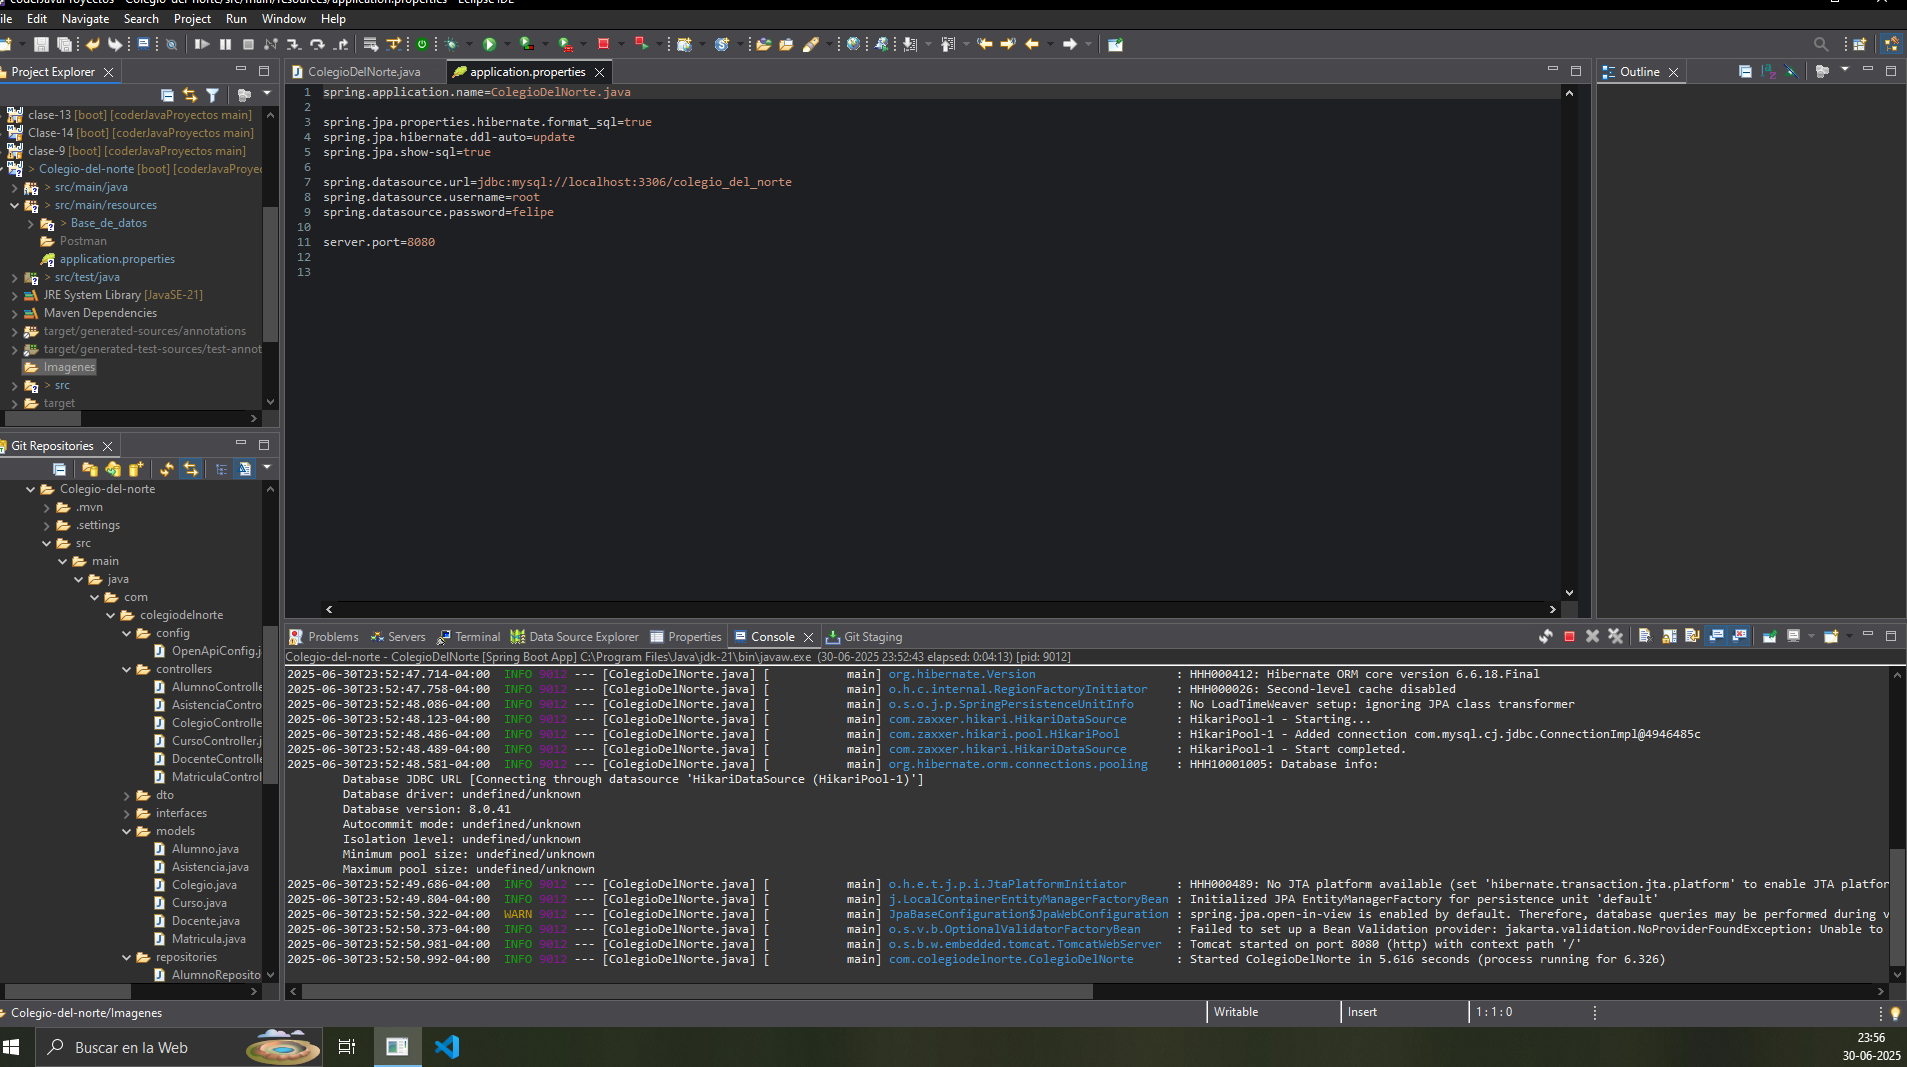 coderJavaProyectos - Colegio-del-norte/src/main/resources/application.properties - Eclipse IDE
ile Edit Navigate Search Project Run Window Help
Project Explorer
clase-13 [boot] [coderJavaProyectos main]
Clase-14 [boot] [coderJavaProyectos main]
clase-9 [boot] [coderJavaProyectos main]
> Colegio-del-norte [boot] [coderJavaProyec
> src/main/java
> src/main/resources
> Base_de_datos
Postman
application.properties
> src/test/java
JRE System Library [JavaSE-21]
Maven Dependencies
target/generated-sources/annotations
target/generated-test-sources/test-annot
Imagenes
> src
target
ColegioDelNorte.java
application.properties
1 spring.application.name=ColegioDelNorte.java
2
3 spring.jpa.properties.hibernate.format_sql=true
4 spring.jpa.hibernate.ddl-auto=update
5 spring.jpa.show-sql=true
6
7 spring.datasource.url=jdbc:mysql://localhost:3306/colegio_del_norte
8 spring.datasource.username=root
9 spring.datasource.password=felipe
10
11 server.port=8080
12
13
Outline
Git Repositories
Colegio-del-norte
.mvn
.settings
src
main
java
com
colegiodelnorte
config
OpenApiConfig.j
controllers
AlumnoControlle
AsistenciaContro
ColegioControlle
CursoController.j
DocenteControlle
MatriculaControl
dto
interfaces
models
Alumno.java
Asistencia.java
Colegio.java
Curso.java
Docente.java
Matricula.java
repositories
AlumnoReposito
Problems Servers Terminal Data Source Explorer Properties Console Git Staging
Colegio-del-norte - ColegioDelNorte [Spring Boot App] C:\Program Files\Java\jdk-21\bin\javaw.exe (30-06-2025 23:52:43 elapsed: 0:04:13) [pid: 9012]
2025-06-30T23:52:47.714-04:00 INFO 9012 --- [ColegioDelNorte.java] [ main] org.hibernate.Version : HHH000412: Hibernate ORM core version 6.6.18.Final
2025-06-30T23:52:47.758-04:00 INFO 9012 --- [ColegioDelNorte.java] [ main] o.h.c.internal.RegionFactoryInitiator : HHH000026: Second-level cache disabled
2025-06-30T23:52:48.086-04:00 INFO 9012 --- [ColegioDelNorte.java] [ main] o.s.o.j.p.SpringPersistenceUnitInfo : No LoadTimeWeaver setup: ignoring JPA class transformer
2025-06-30T23:52:48.123-04:00 INFO 9012 --- [ColegioDelNorte.java] [ main] com.zaxxer.hikari.HikariDataSource : HikariPool-1 - Starting...
2025-06-30T23:52:48.486-04:00 INFO 9012 --- [ColegioDelNorte.java] [ main] com.zaxxer.hikari.pool.HikariPool : HikariPool-1 - Added connection com.mysql.cj.jdbc.ConnectionImpl@4946485c
2025-06-30T23:52:48.489-04:00 INFO 9012 --- [ColegioDelNorte.java] [ main] com.zaxxer.hikari.HikariDataSource : HikariPool-1 - Start completed.
2025-06-30T23:52:48.581-04:00 INFO 9012 --- [ColegioDelNorte.java] [ main] org.hibernate.orm.connections.pooling : HHH10001005: Database info:
Database JDBC URL [Connecting through datasource 'HikariDataSource (HikariPool-1)']
Database driver: undefined/unknown
Database version: 8.0.41
Autocommit mode: undefined/unknown
Isolation level: undefined/unknown
Minimum pool size: undefined/unknown
Maximum pool size: undefined/unknown
2025-06-30T23:52:49.686-04:00 INFO 9012 --- [ColegioDelNorte.java] [ main] o.h.e.t.j.p.i.JtaPlatformInitiator : HHH000489: No JTA platform available (set 'hibernate.transaction.jta.platform' to enable JTA platfor
2025-06-30T23:52:49.804-04:00 INFO 9012 --- [ColegioDelNorte.java] [ main] j.LocalContainerEntityManagerFactoryBean : Initialized JPA EntityManagerFactory for persistence unit 'default'
2025-06-30T23:52:50.322-04:00 WARN 9012 --- [ColegioDelNorte.java] [ main] JpaBaseConfiguration$JpaWebConfiguration : spring.jpa.open-in-view is enabled by default. Therefore, database queries may be performed during v
2025-06-30T23:52:50.373-04:00 INFO 9012 --- [ColegioDelNorte.java] [ main] o.s.v.b.OptionalValidatorFactoryBean : Failed to set up a Bean Validation provider: jakarta.validation.NoProviderFoundException: Unable to
2025-06-30T23:52:50.981-04:00 INFO 9012 --- [ColegioDelNorte.java] [ main] o.s.b.w.embedded.tomcat.TomcatWebServer : Tomcat started on port 8080 (http) with context path '/'
2025-06-30T23:52:50.992-04:00 INFO 9012 --- [ColegioDelNorte.java] [ main] com.colegiodelnorte.ColegioDelNorte : Started ColegioDelNorte in 5.616 seconds (process running for 6.326)
Colegio-del-norte/Imagenes
Writable
Insert
1 : 1 : 0
Buscar en la Web
23:56
30-06-2025